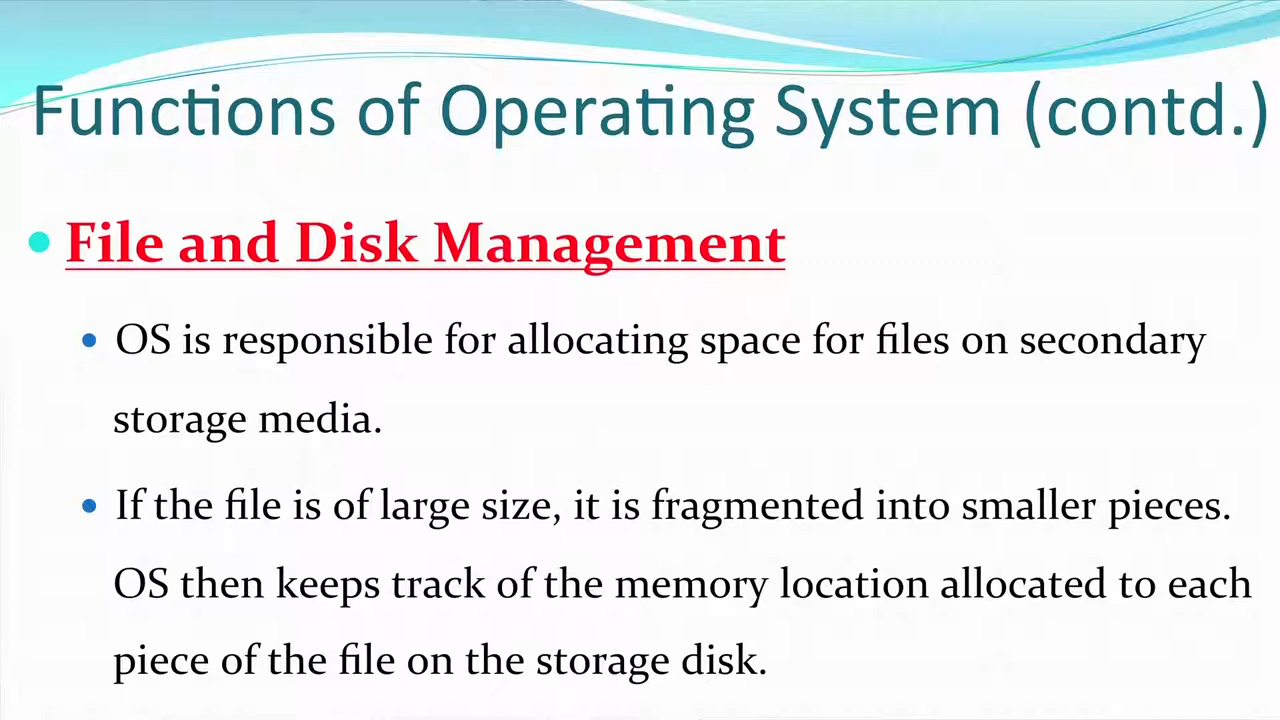 Functions of Operating System (contd.)
• File and Disk Management
• OS is responsible for allocating space for files on secondary
storage media.
• If the file is of large size, it is fragmented into smaller pieces.
OS then keeps track of the memory location allocated to each
piece of the file on the storage disk.